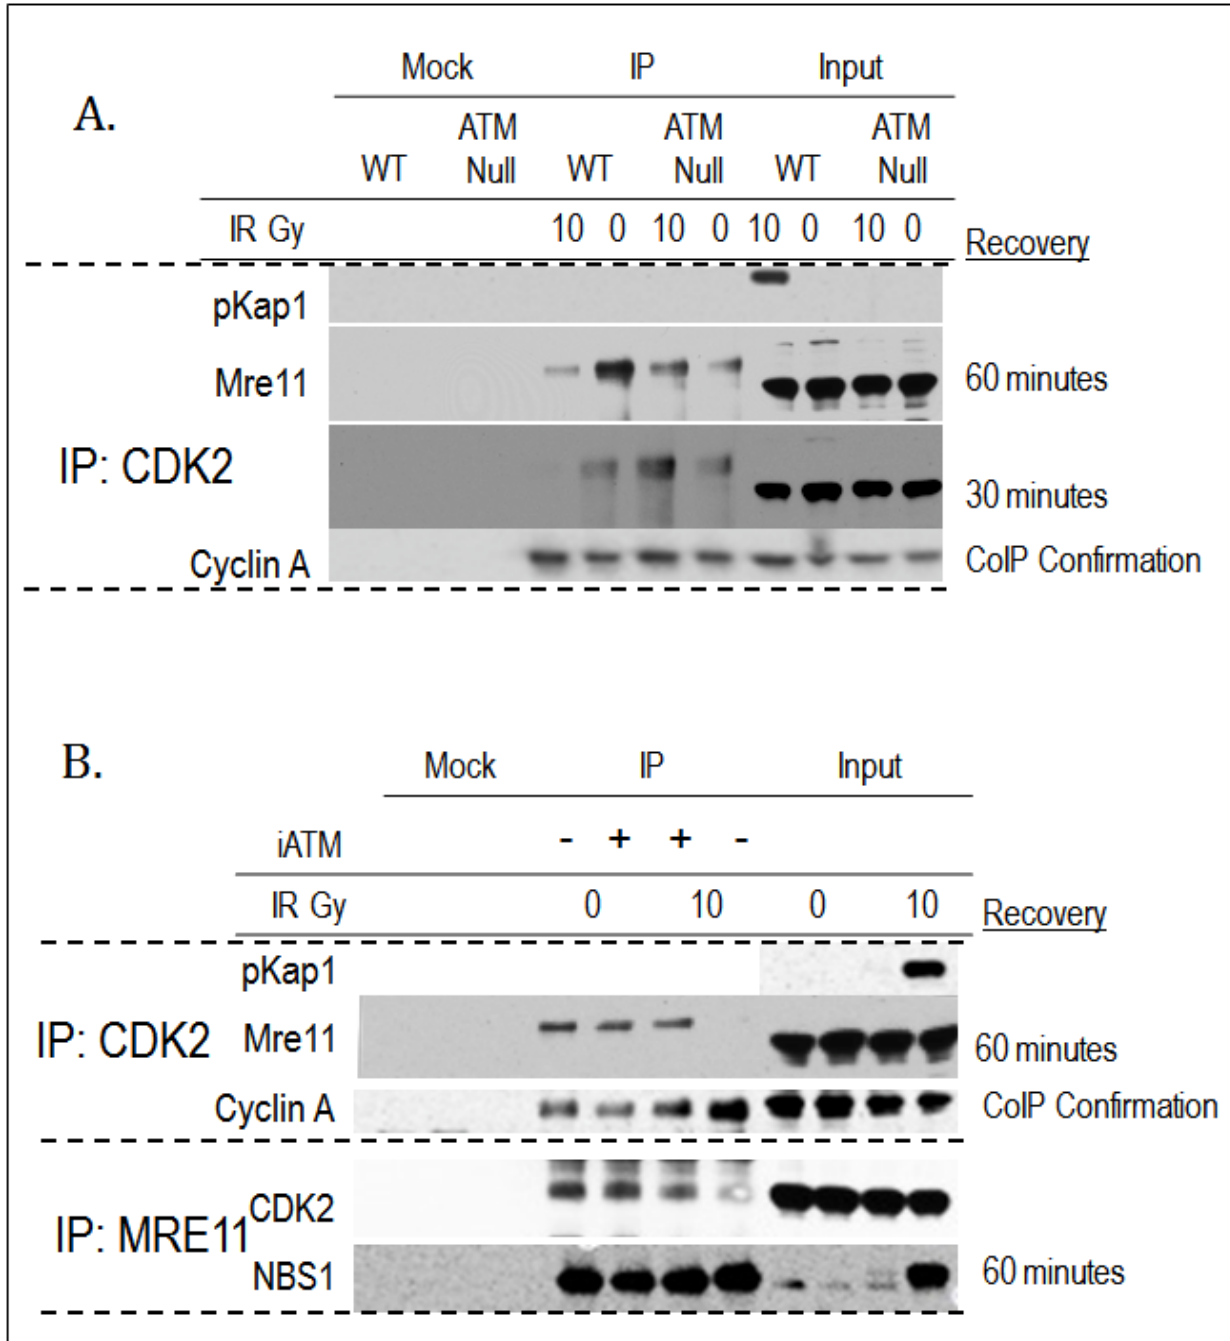 A.
Mock IP Input
WT ATM Null WT ATM Null WT ATM Null
IR Gy 10 0 10 0 10 0 10 0 Recovery
pKap1
Mre11 60 minutes
IP: CDK2 30 minutes
Cyclin A CoIP Confirmation
B.
Mock IP Input
iATM - + + -
IR Gy 0 10 0 10 Recovery
pKap1
IP: CDK2 Mre11 60 minutes
Cyclin A CoIP Confirmation
IP: MRE11 CDK2
NBS1 60 minutes